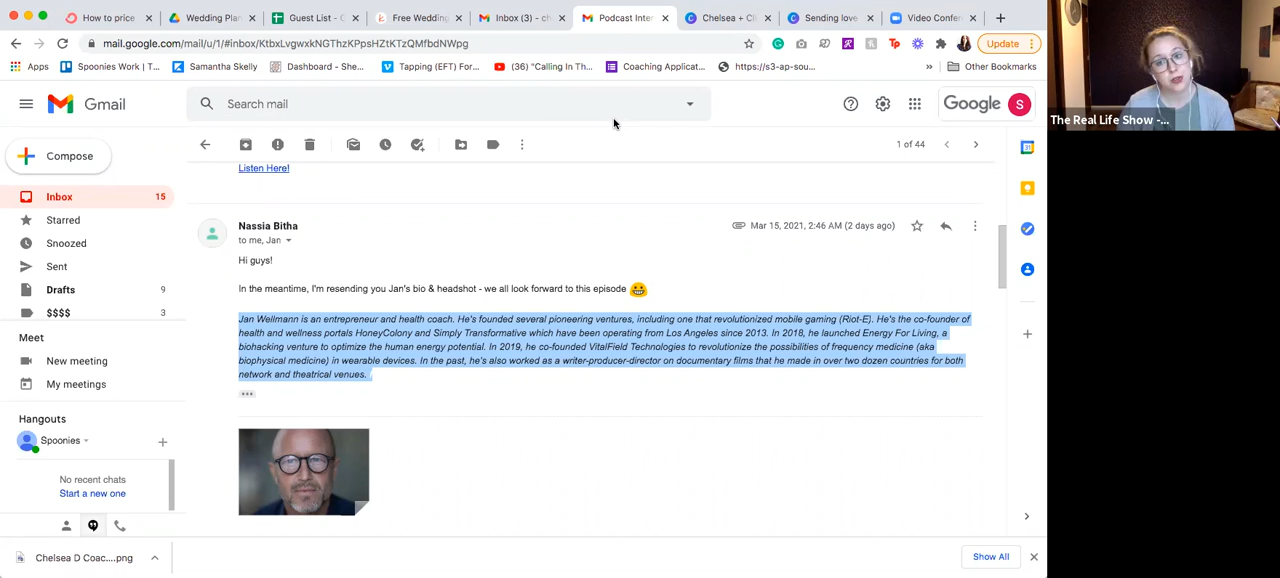 How to price
Wedding Plan
Guest List - G
Free Wedding
Inbox (3) - ch
Podcast Inter
Chelsea + Cli
Sending love
Video Confer
mail.google.com/mail/u/1/#inbox/KtbxLvgwxkNGThzKPpsHZtKTzQMfbdNWpg
Update
Apps
Spoonies Work | T...
Samantha Skelly
Dashboard - She...
Tapping (EFT) For...
(36) "Calling In Th...
Coaching Applicat...
https://s3-ap-sou...
»
Other Bookmarks
The Real Life Show -...
Gmail
Search mail
Google
S
Compose
1 of 44
Listen Here!
Inbox 15
Starred
Snoozed
Sent
Drafts 9
$$$$ 3
Meet
New meeting
My meetings
Hangouts
Spoonies
No recent chats
Start a new one
Nassia Bitha
Mar 15, 2021, 2:46 AM (2 days ago)
to me, Jan
Hi guys!
In the meantime, I'm resending you Jan's bio & headshot - we all look forward to this episode
Jan Wellmann is an entrepreneur and health coach. He's founded several pioneering ventures, including one that revolutionized mobile gaming (Riot-E). He's the co-founder of
health and wellness portals HoneyColony and Simply Transformative which have been operating from Los Angeles since 2013. In 2018, he launched Energy For Living, a
biohacking venture to optimize the human energy potential. In 2019, he co-founded VitalField Technologies to revolutionize the possibilities of frequency medicine (aka
biophysical medicine) in wearable devices. In the past, he's also worked as a writer-producer-director on documentary films that he made in over two dozen countries for both
network and theatrical venues.
Chelsea D Coac....png
Show All